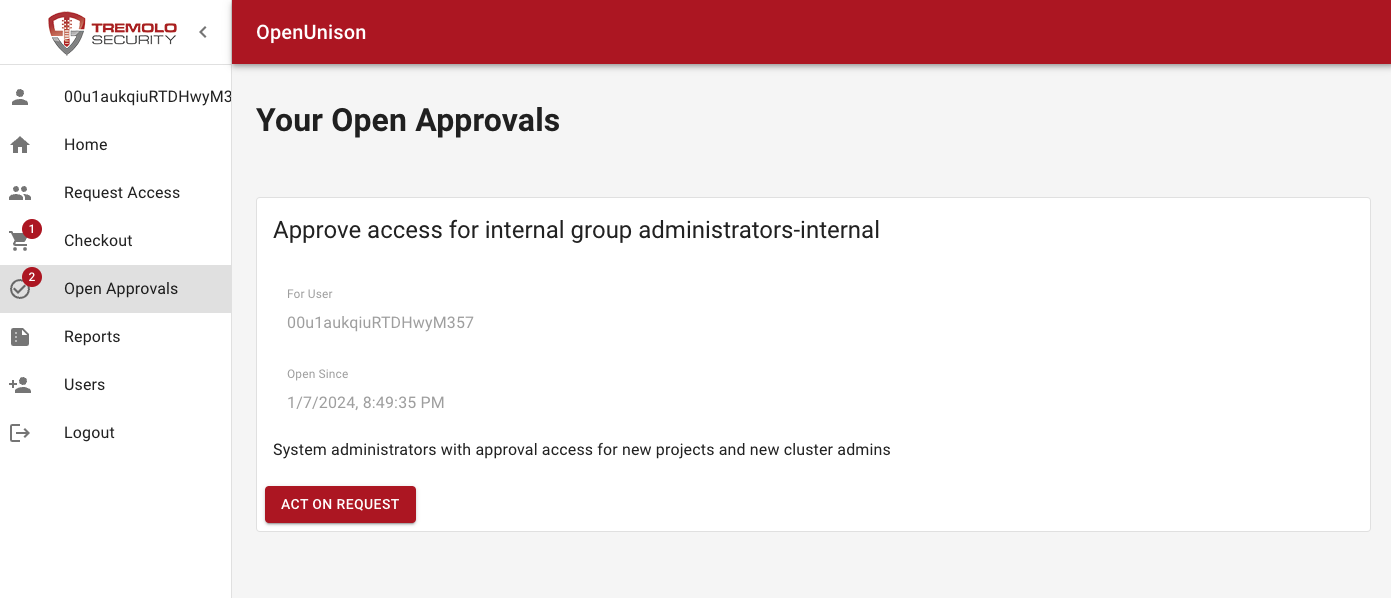 TREMOLO
SECURITY
OpenUnison
00u1aukqiuRTDHwyM3
Home
Request Access
1
Checkout
2
Open Approvals
Reports
Users
Logout
Your Open Approvals
Approve access for internal group administrators-internal
For User
00u1aukqiuRTDHwyM357
Open Since
1/7/2024, 8:49:35 PM
System administrators with approval access for new projects and new cluster admins
ACT ON REQUEST